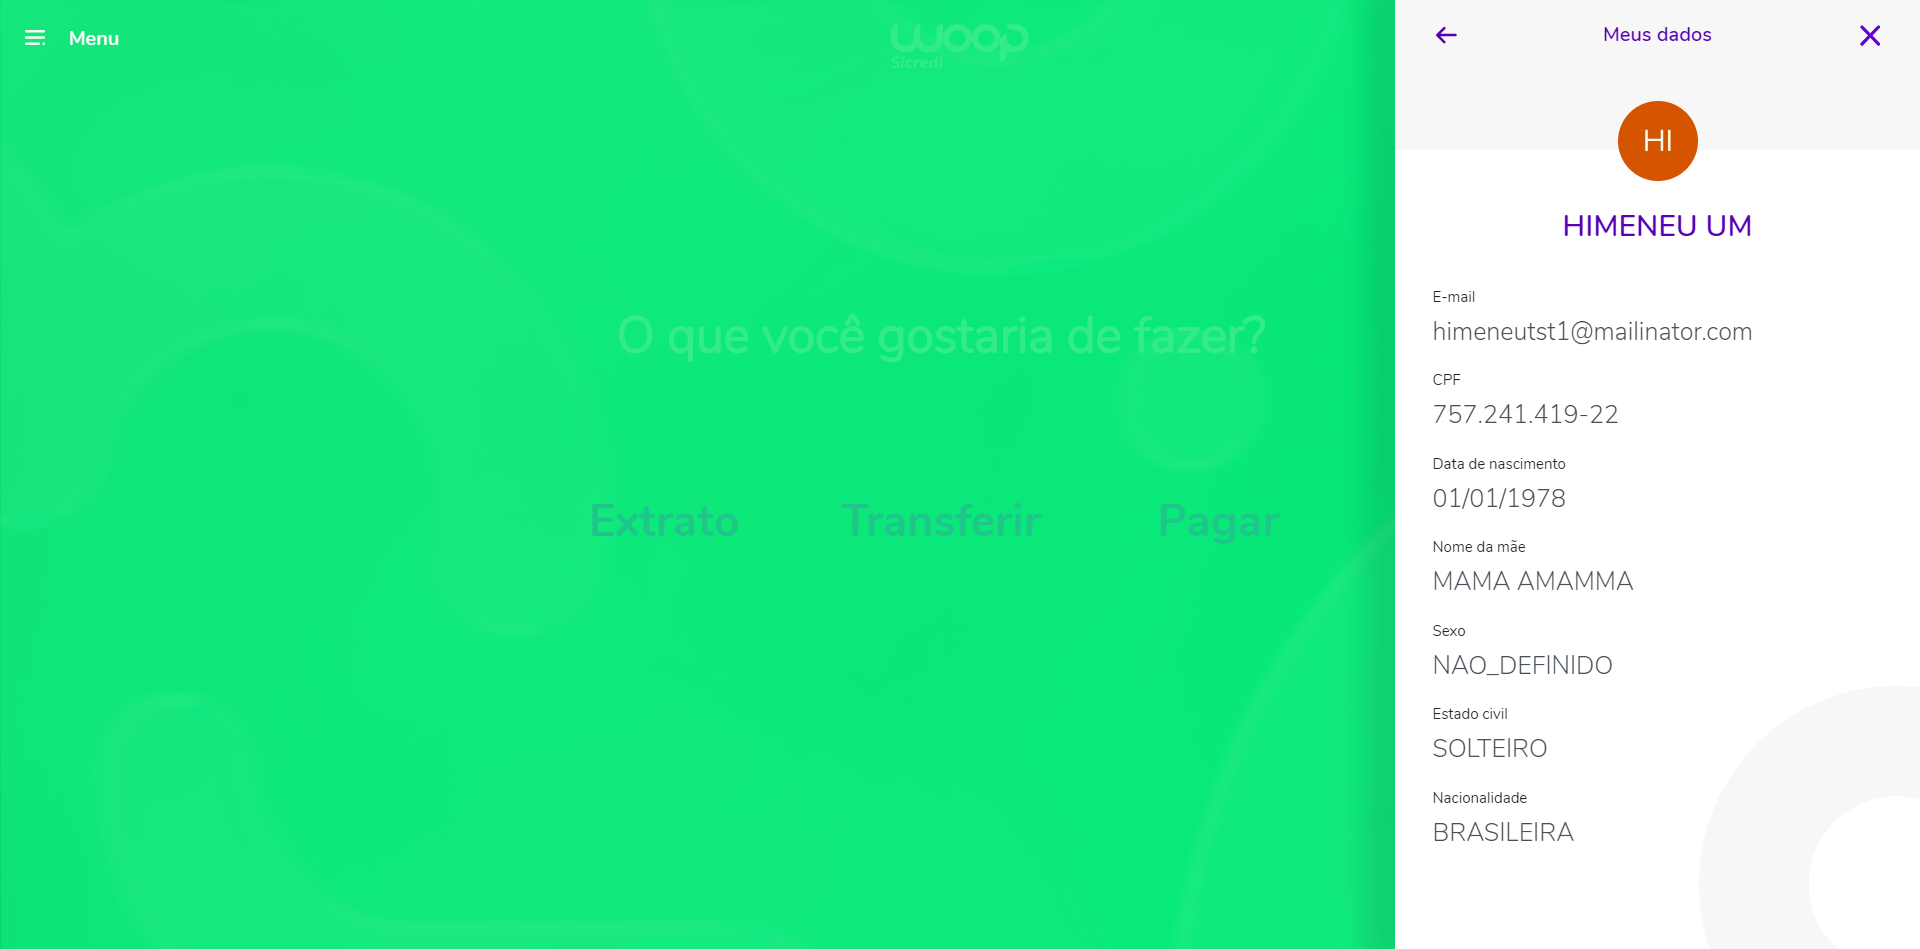 Menu
woop
Sicredi
O que você gostaria de fazer?
Extrato Transferir Pagar
Meus dados
HI
HIMENEU UM
E-mail
himeneutst1@mailinator.com
CPF
757.241.419-22
Data de nascimento
01/01/1978
Nome da mãe
MAMA AMAMMA
Sexo
NAO_DEFINIDO
Estado civil
SOLTEIRO
Nacionalidade
BRASILEIRA